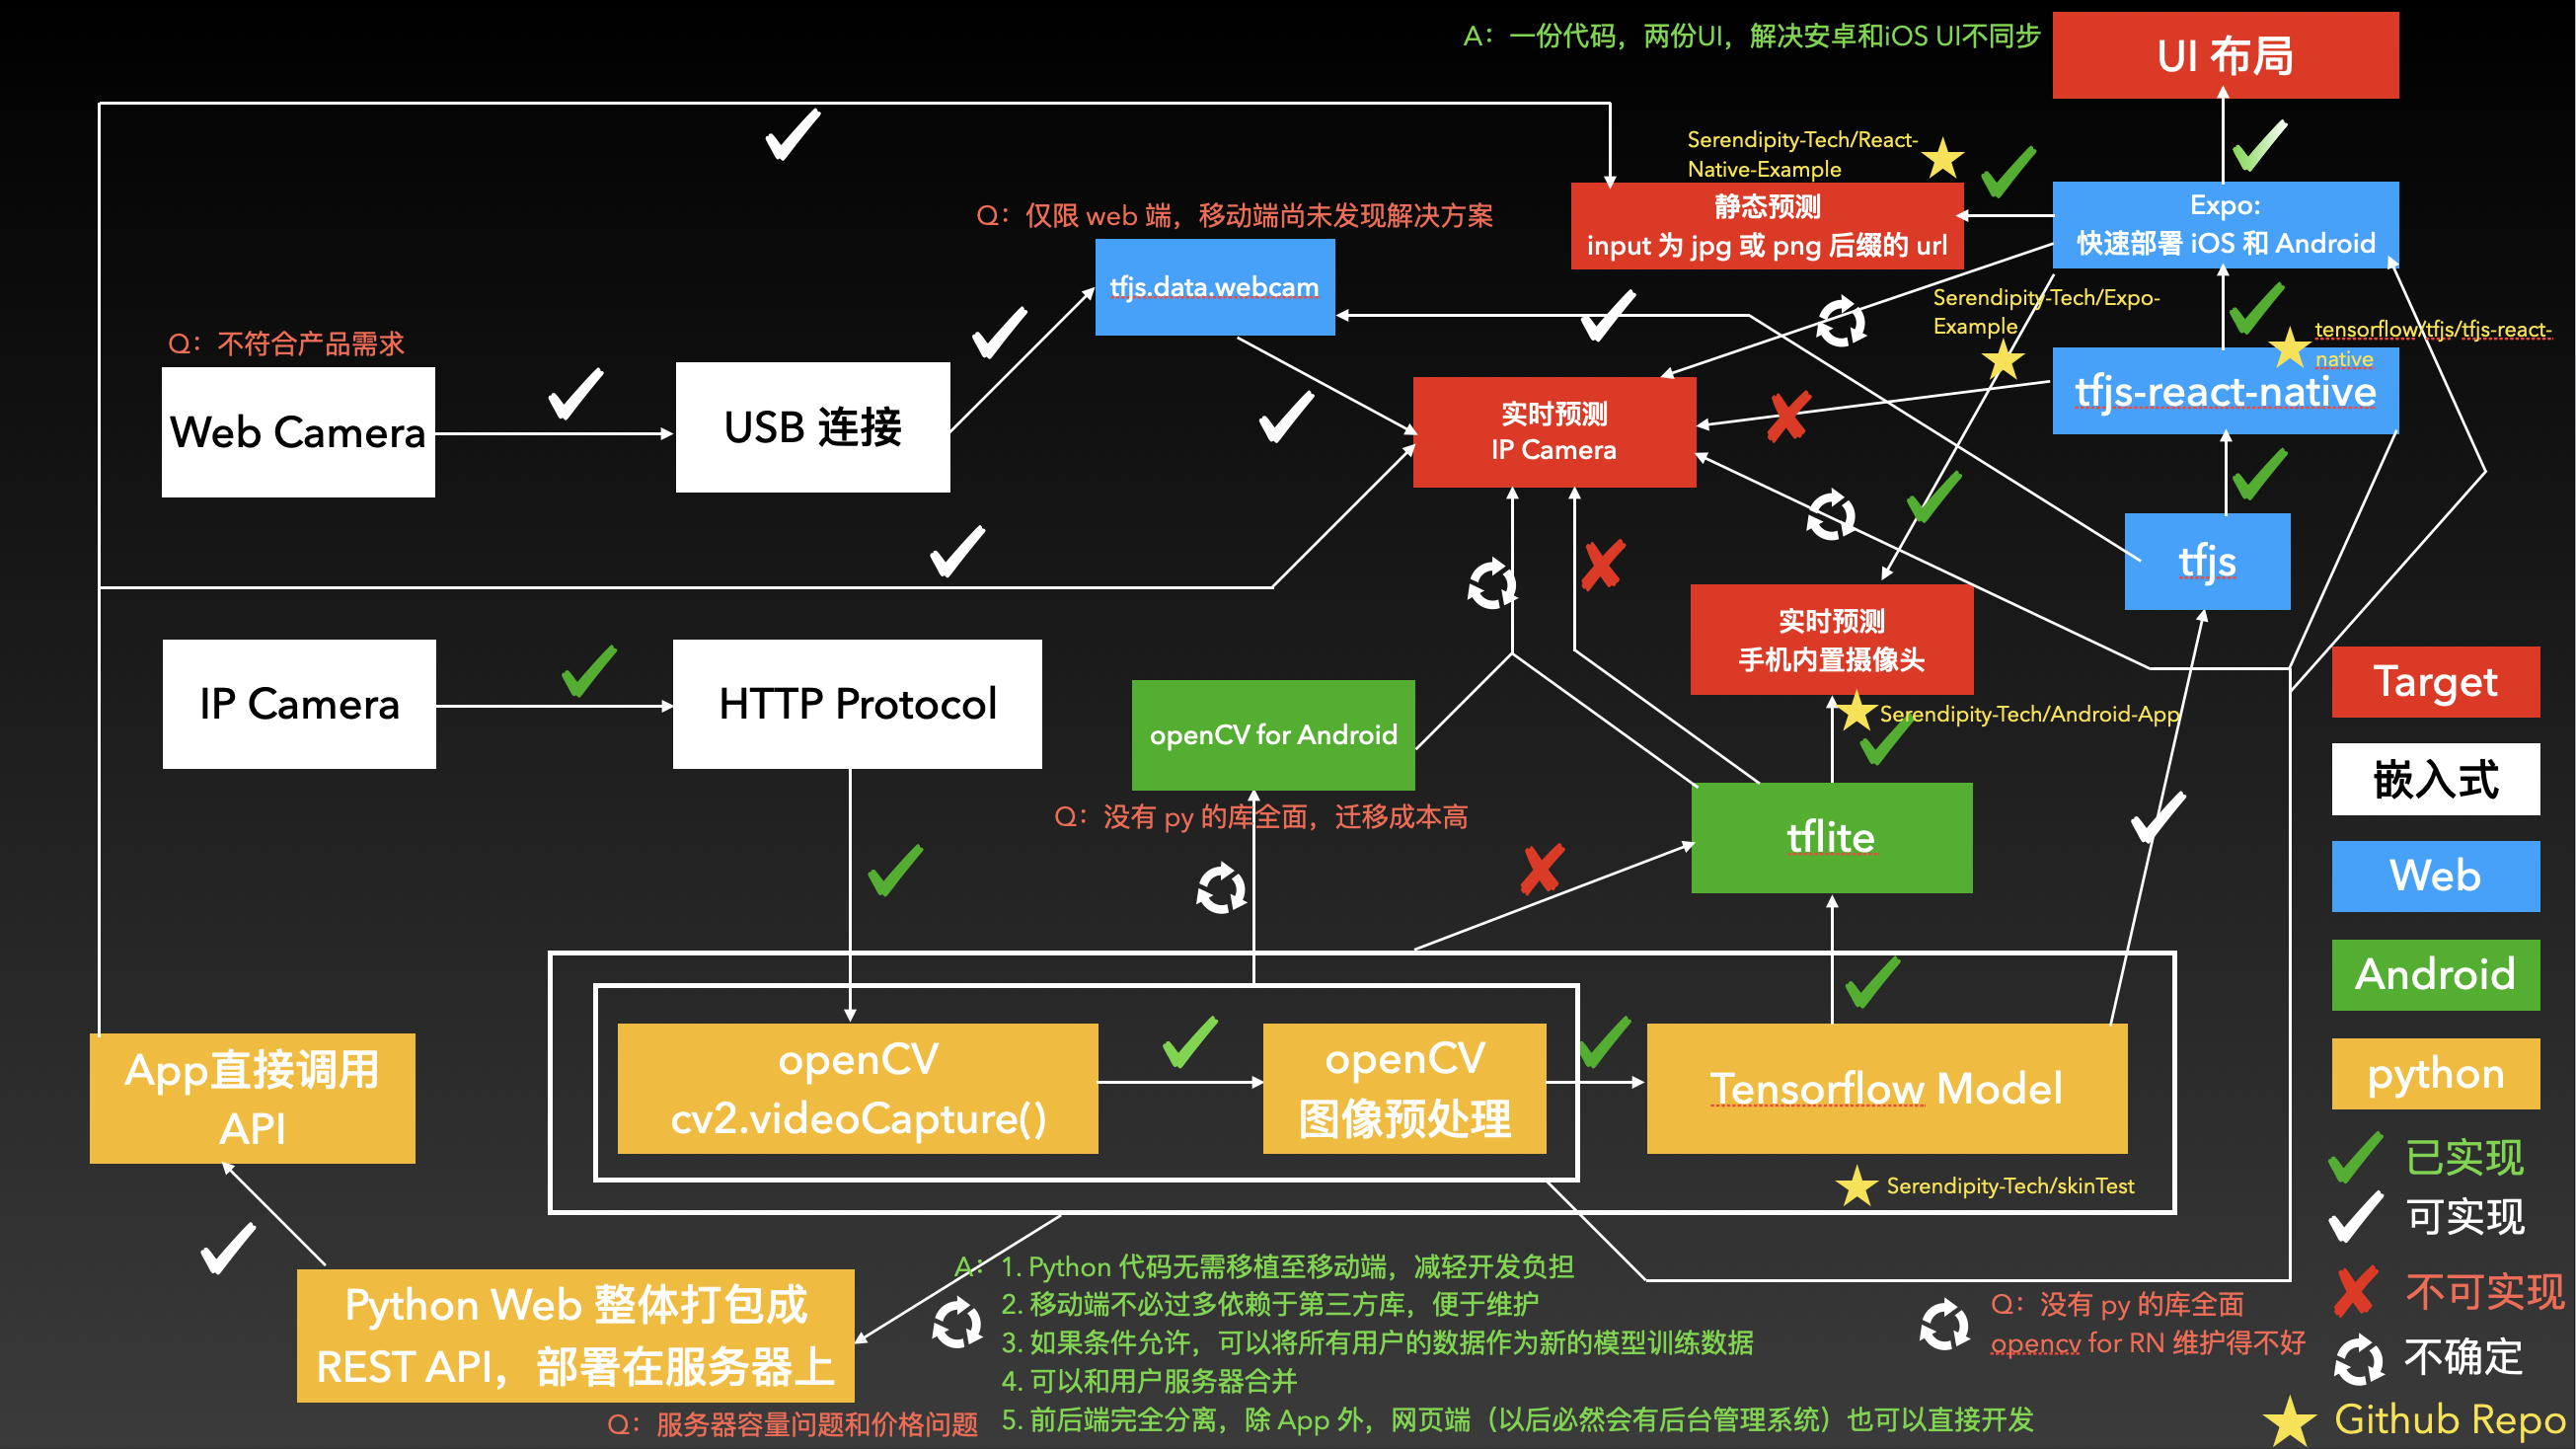 A：一份代码，两份UI，解决安卓和iOS UI不同步
UI 布局
Serendipity-Tech/React-
Native-Example
静态预测
input 为 jpg 或 png 后缀的 url
Expo:
快速部署 iOS 和 Android
Q：仅限 web 端，移动端尚未发现解决方案
tfjs.data.webcam
Serendipity-Tech/Expo-
Example
tensorflow/tfjs/tfjs-react-
native
tfjs-react-native
Q：不符合产品需求
Web Camera
USB 连接
实时预测
IP Camera
tfjs
实时预测
手机内置摄像头
Serendipity-Tech/Android-App
IP Camera
HTTP Protocol
openCV for Android
Q：没有 py 的库全面，迁移成本高
tflite
Target
嵌入式
Web
Android
python
已实现
可实现
不可实现
不确定
Github Repo
App直接调用
API
openCV
cv2.videoCapture()
openCV
图像预处理
Tensorflow Model
Serendipity-Tech/skinTest
Python Web 整体打包成
REST API，部署在服务器上
Q：服务器容量问题和价格问题
A：1. Python 代码无需移植至移动端，减轻开发负担
2. 移动端不必过多依赖于第三方库，便于维护
3. 如果条件允许，可以将所有用户的数据作为新的模型训练数据
4. 可以和用户服务器合并
5. 前后端完全分离，除 App 外，网页端（以后必然会有后台管理系统）也可以直接开发
Q：没有 py 的库全面
opencv for RN 维护得不好